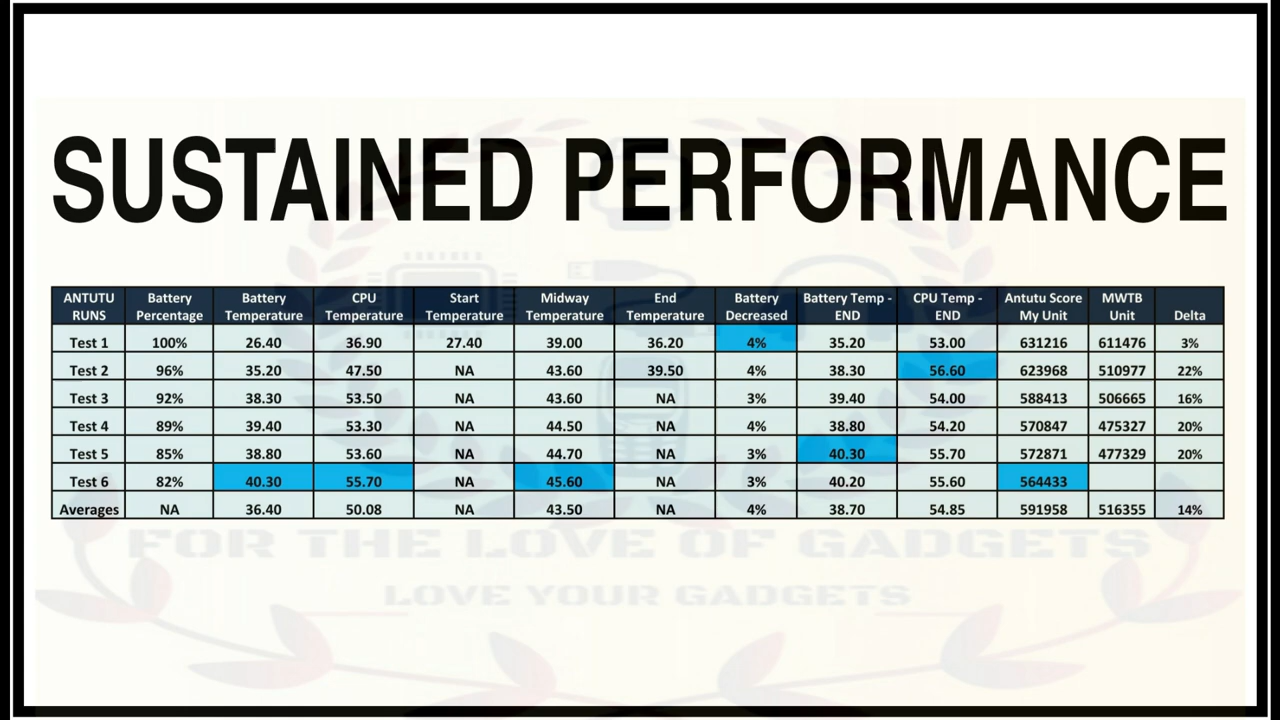 SUSTAINED PERFORMANCE
ANTUTU RUNS Battery Percentage Battery Temperature CPU Temperature Start Temperature Midway Temperature End Temperature Battery Decreased Battery Temp - END CPU Temp - END Antutu Score My Unit MWTB Unit Delta
Test 1 100% 26.40 36.90 27.40 39.00 36.20 4% 35.20 53.00 631216 611476 3%
Test 2 96% 35.20 47.50 NA 43.60 39.50 4% 38.30 56.60 623968 510977 22%
Test 3 92% 38.30 53.50 NA 43.60 NA 3% 39.40 54.00 588413 506665 16%
Test 4 89% 39.40 53.30 NA 44.50 NA 4% 38.80 54.20 570847 475327 20%
Test 5 85% 38.80 53.60 NA 44.70 NA 3% 40.30 55.70 572871 477329 20%
Test 6 82% 40.30 55.70 NA 45.60 NA 3% 40.20 55.60 564433
Averages NA 36.40 50.08 NA 43.50 NA 4% 38.70 54.85 591958 516355 14%
FOR THE LOVE OF GADGETS
LOVE YOUR GADGETS